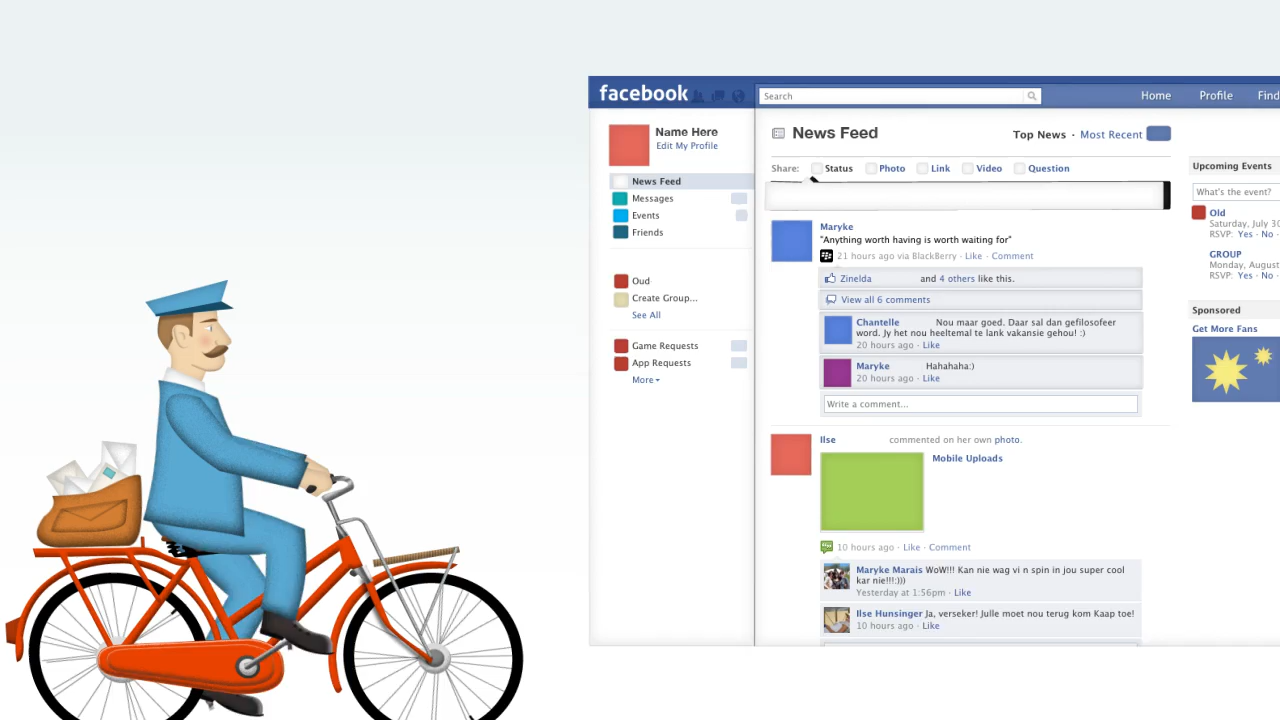 facebook
Search
Home Profile Find
Name Here
Edit My Profile
News Feed
Messages
Events
Friends
Oud
Create Group...
See All
Game Requests
App Requests
More
News Feed
Top News · Most Recent
Share: Status Photo Link Video Question
Maryke
"Anything worth having is worth waiting for"
21 hours ago via BlackBerry · Like · Comment
Zinelda and 4 others like this.
View all 6 comments
Chantelle Nou maar goed. Daar sal dan gefilosofeer
word. Jy het nou heeltemal te lank vakansie gehou! :)
20 hours ago · Like
Maryke Hahahaha:)
20 hours ago · Like
Write a comment...
Ilse commented on her own photo.
Mobile Uploads
10 hours ago · Like · Comment
Maryke Marais WoW!!! Kan nie wag vi n spin in jou super cool
kar nie!!!:)))
Yesterday at 1:56pm · Like
Ilse Hunsinger Ja, verseker! Julle moet nou terug kom Kaap toe!
10 hours ago · Like
Upcoming Events
What's the event?
Old
Saturday, July 30
RSVP: Yes · No ·
GROUP
Monday, August
RSVP: Yes · No ·
Sponsored
Get More Fans